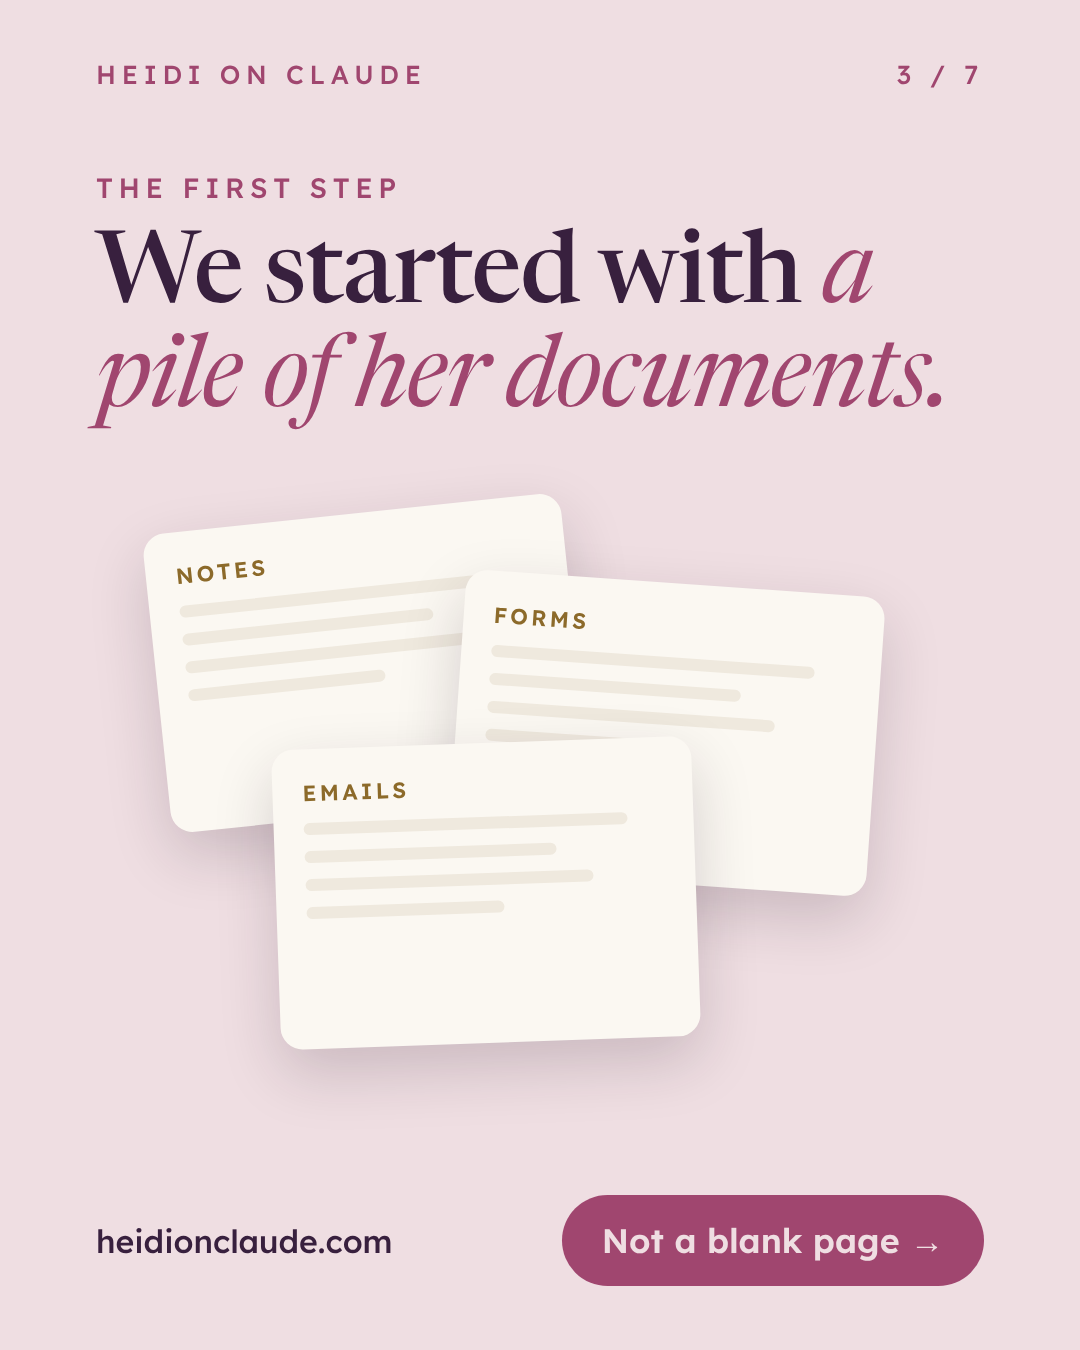 HEIDI ON CLAUDE
3 / 7
THE FIRST STEP
We started with a
pile of her documents.
NOTES
FORMS
EMAILS
heidionclaude.com
Not a blank page →